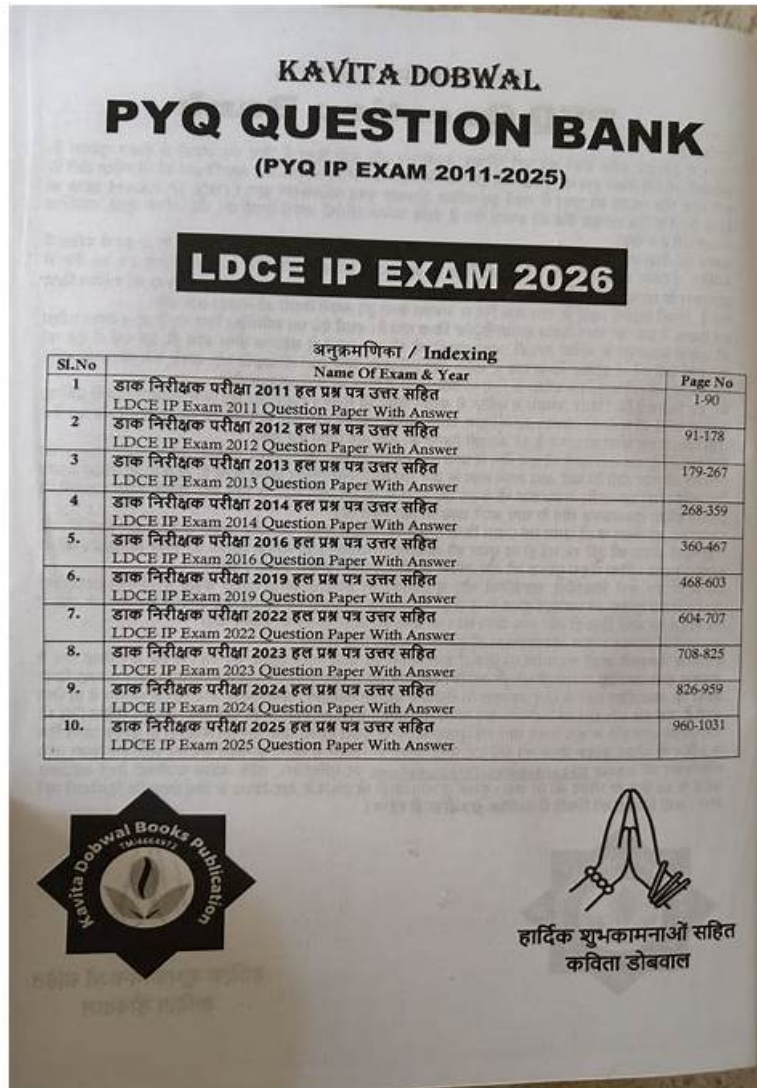 KAVITA DOBWAL
PYQ QUESTION BANK
(PYQ IP EXAM 2011-2025)
LDCE IP EXAM 2026
अनुक्रमणिका / Indexing
Sl.No Name Of Exam & Year Page No
1 डाक निरीक्षक परीक्षा 2011 हल प्रश्न पत्र उत्तर सहित 1-90
LDCE IP Exam 2011 Question Paper With Answer
2 डाक निरीक्षक परीक्षा 2012 हल प्रश्न पत्र उत्तर सहित 91-178
LDCE IP Exam 2012 Question Paper With Answer
3 डाक निरीक्षक परीक्षा 2013 हल प्रश्न पत्र उत्तर सहित 179-267
LDCE IP Exam 2013 Question Paper With Answer
4 डाक निरीक्षक परीक्षा 2014 हल प्रश्न पत्र उत्तर सहित 268-359
LDCE IP Exam 2014 Question Paper With Answer
5. डाक निरीक्षक परीक्षा 2016 हल प्रश्न पत्र उत्तर सहित 360-467
LDCE IP Exam 2016 Question Paper With Answer
6. डाक निरीक्षक परीक्षा 2019 हल प्रश्न पत्र उत्तर सहित 468-603
LDCE IP Exam 2019 Question Paper With Answer
7. डाक निरीक्षक परीक्षा 2022 हल प्रश्न पत्र उत्तर सहित 604-707
LDCE IP Exam 2022 Question Paper With Answer
8. डाक निरीक्षक परीक्षा 2023 हल प्रश्न पत्र उत्तर सहित 708-825
LDCE IP Exam 2023 Question Paper With Answer
9. डाक निरीक्षक परीक्षा 2024 हल प्रश्न पत्र उत्तर सहित 826-959
LDCE IP Exam 2024 Question Paper With Answer
10. डाक निरीक्षक परीक्षा 2025 हल प्रश्न पत्र उत्तर सहित 960-1031
LDCE IP Exam 2025 Question Paper With Answer
Kavita Dobwal Books Publication
TM:4664972
हार्दिक शुभकामनाओं सहित
कविता डोबवाल